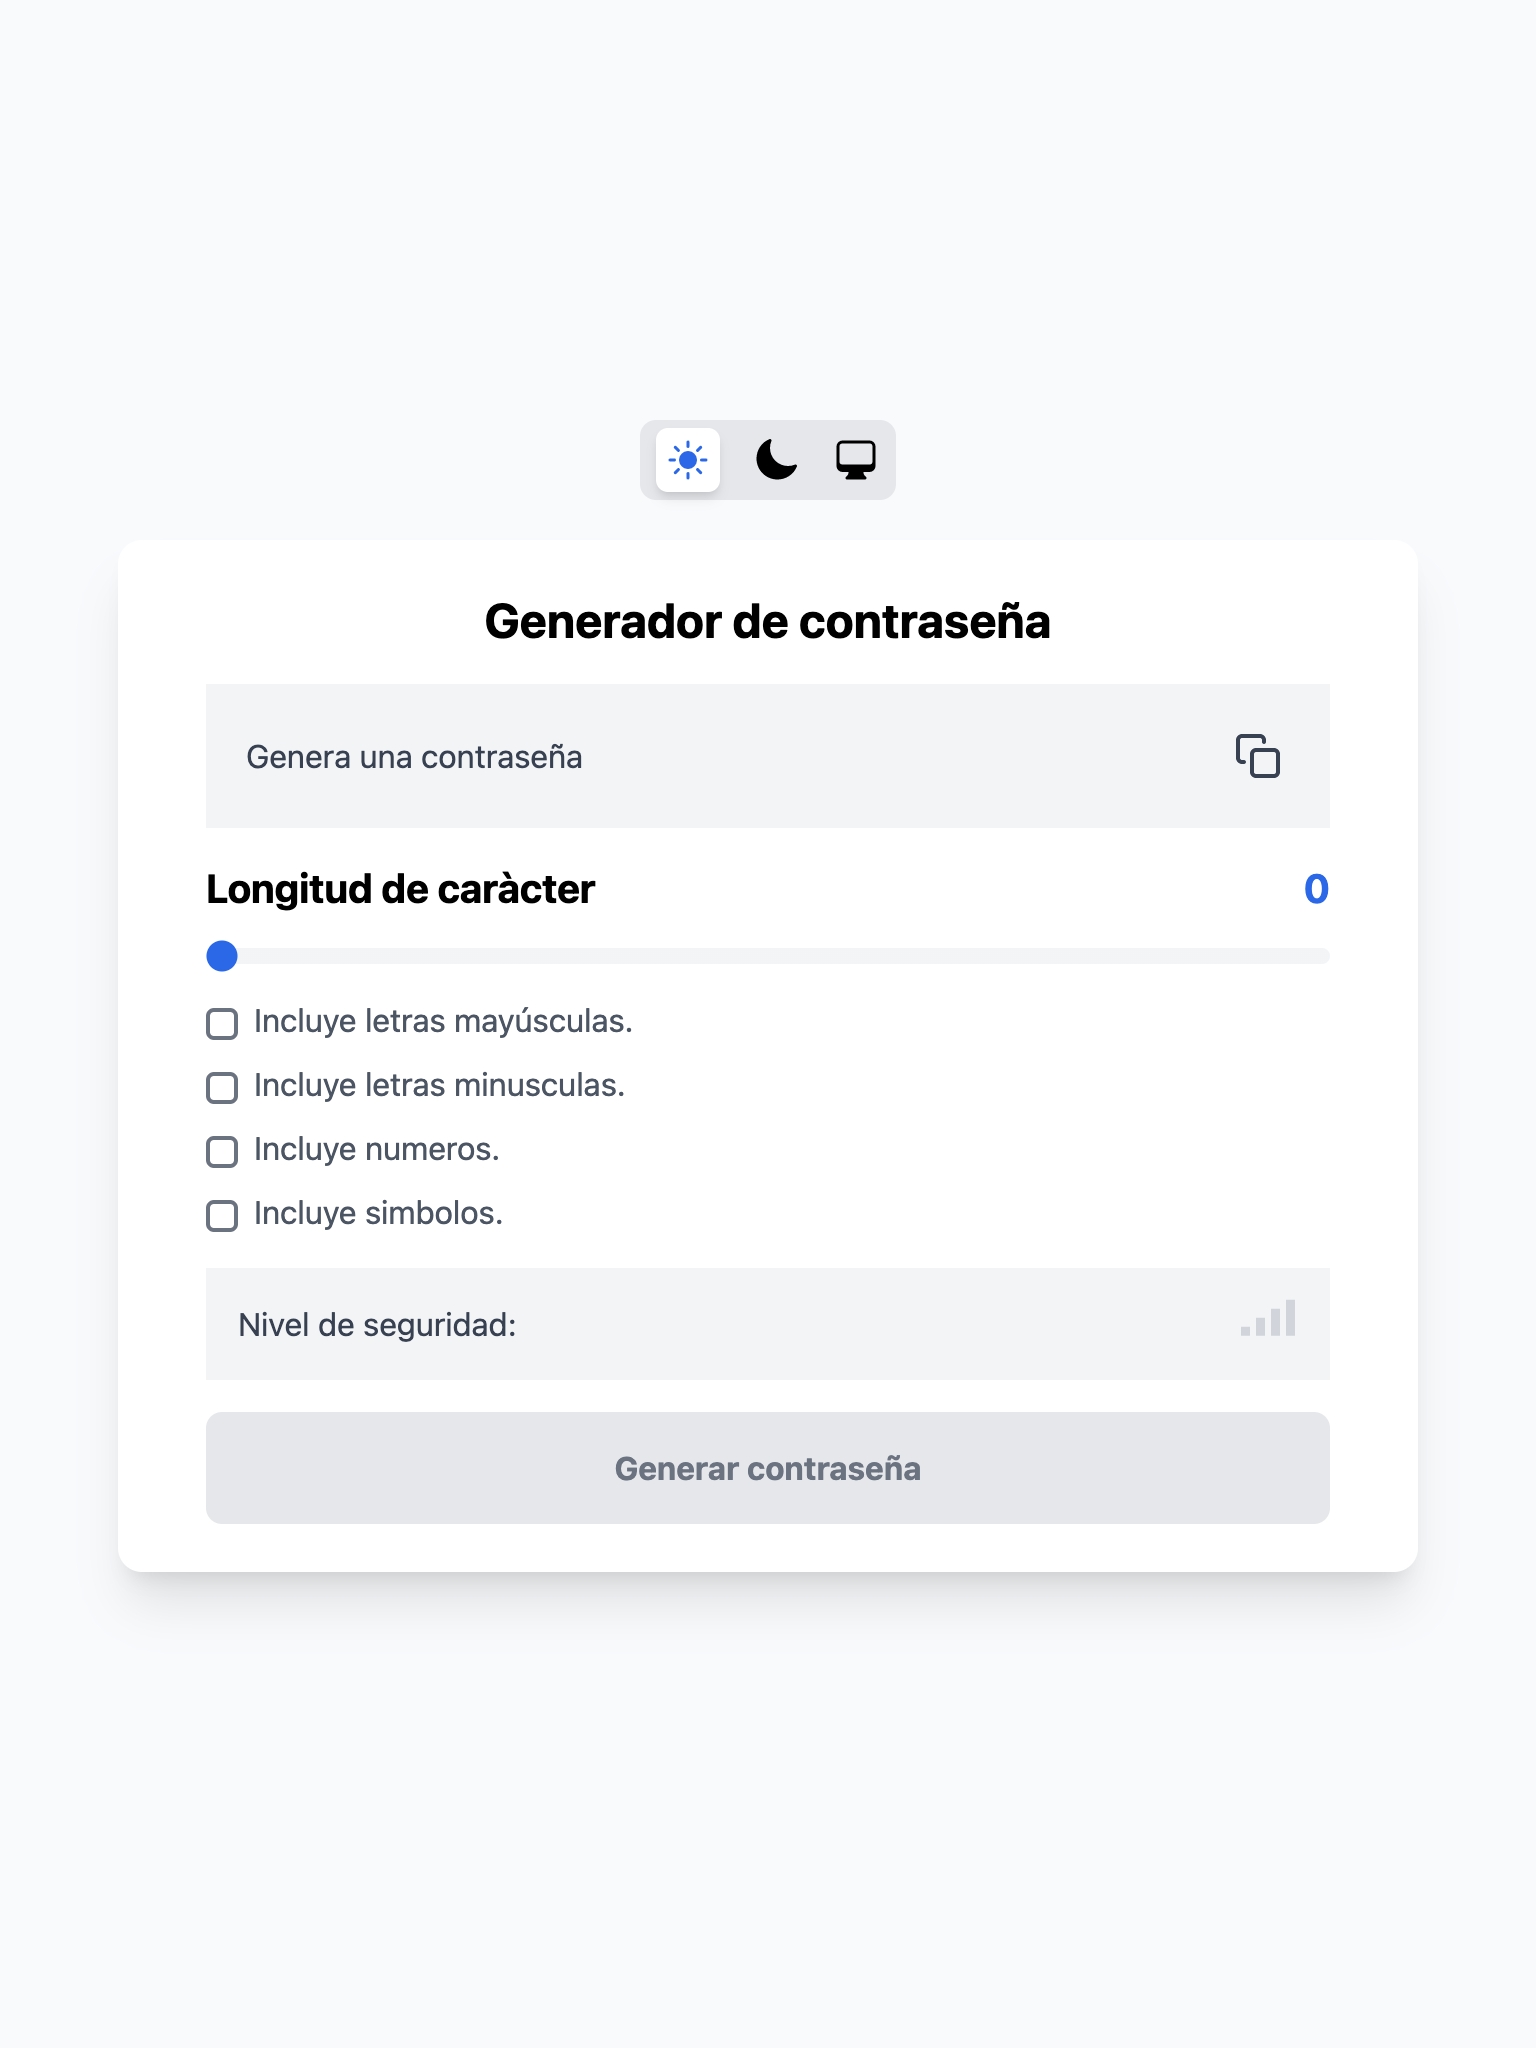 Generador de contraseña
Genera una contraseña
Longitud de caràcter 0
Incluye letras mayúsculas.
Incluye letras minusculas.
Incluye numeros.
Incluye simbolos.
Nivel de seguridad:
Generar contraseña